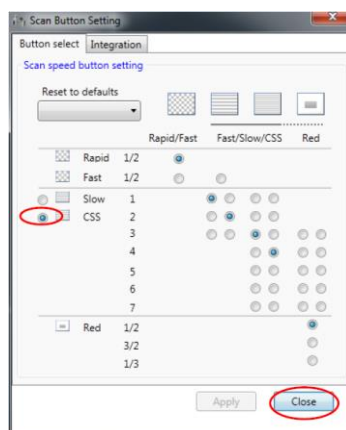 Scan Button Setting
Button select Integration
Scan speed button setting
Reset to defaults
Rapid/Fast Fast/Slow/CSS Red
Rapid 1/2
Fast 1/2
Slow 1
CSS 2
3
4
5
6
7
Red 1/2
3/2
1/3
Apply Close